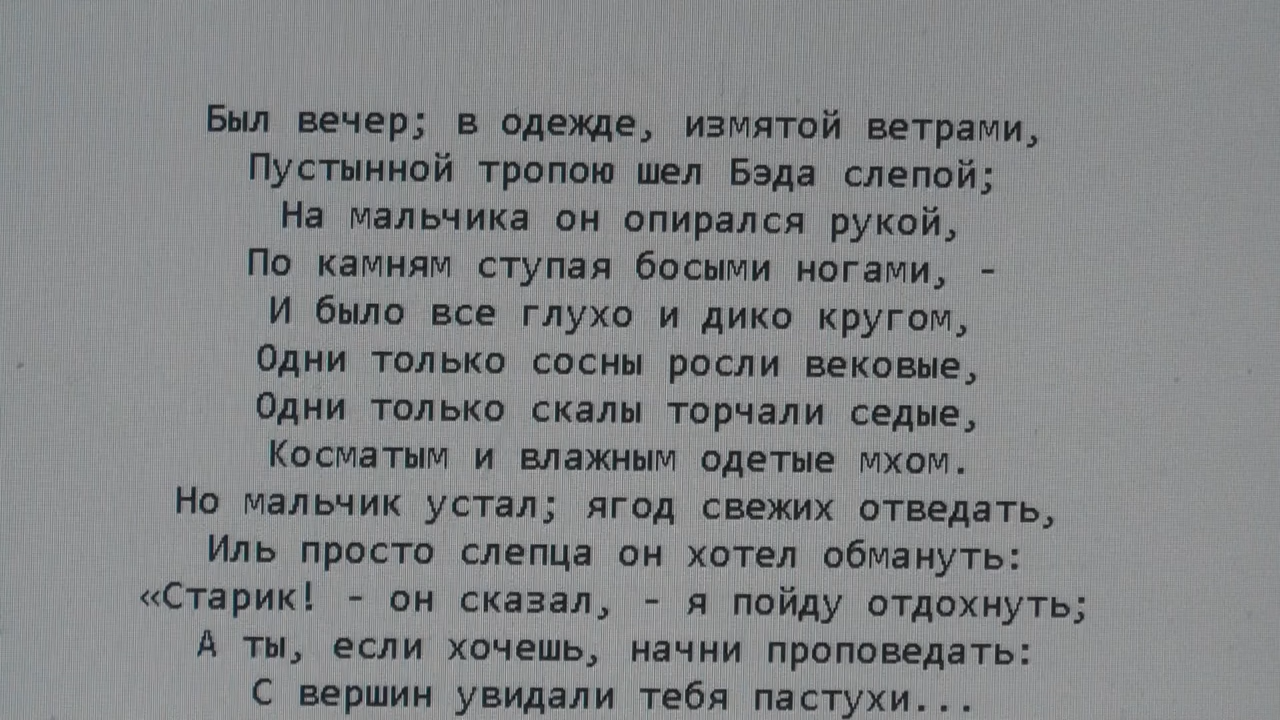 Был вечер; в одежде, измятой ветрами,
Пустынной тропою шел Бэда слепой;
На мальчика он опирался рукой,
По камням ступая босыми ногами, -
И было все глухо и дико кругом,
Одни только сосны росли вековые,
Одни только скалы торчали седые,
Косматым и влажным одетые мхом.
Но мальчик устал; ягод свежих отведать,
Иль просто слепца он хотел обмануть:
«Старик! - он сказал, - я пойду отдохнуть;
А ты, если хочешь, начни проповедать:
С вершин увидали тебя пастухи...